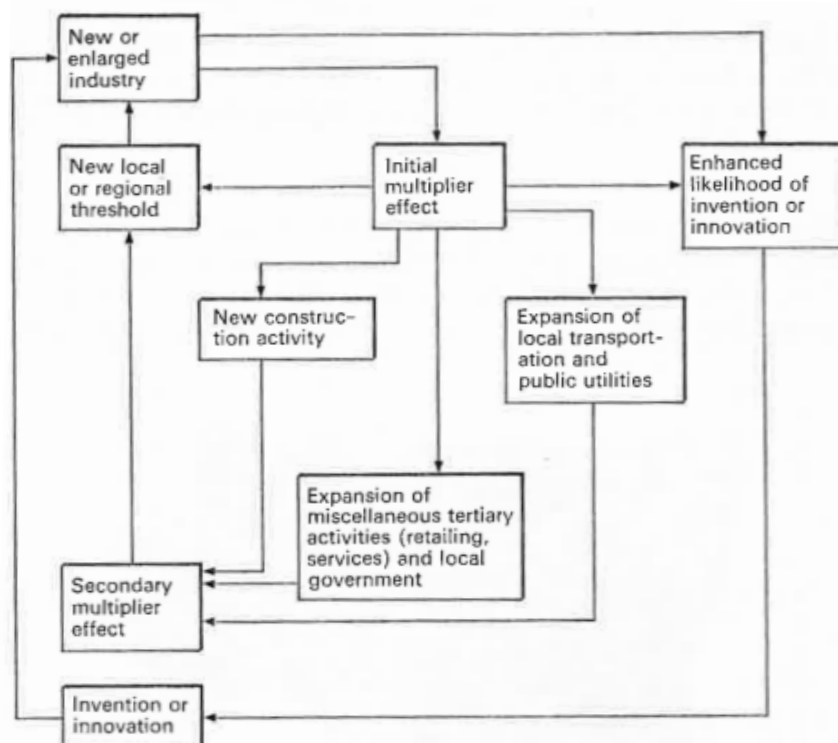 New or
enlarged
industry
New local
or regional
threshold
Initial
multiplier
effect
Enhanced
likelihood of
invention or
innovation
New construc-
tion activity
Expansion of
local transport-
ation and
public utilities
Expansion of
miscellaneous tertiary
activities (retailing,
services) and local
government
Secondary
multiplier
effect
Invention or
innovation